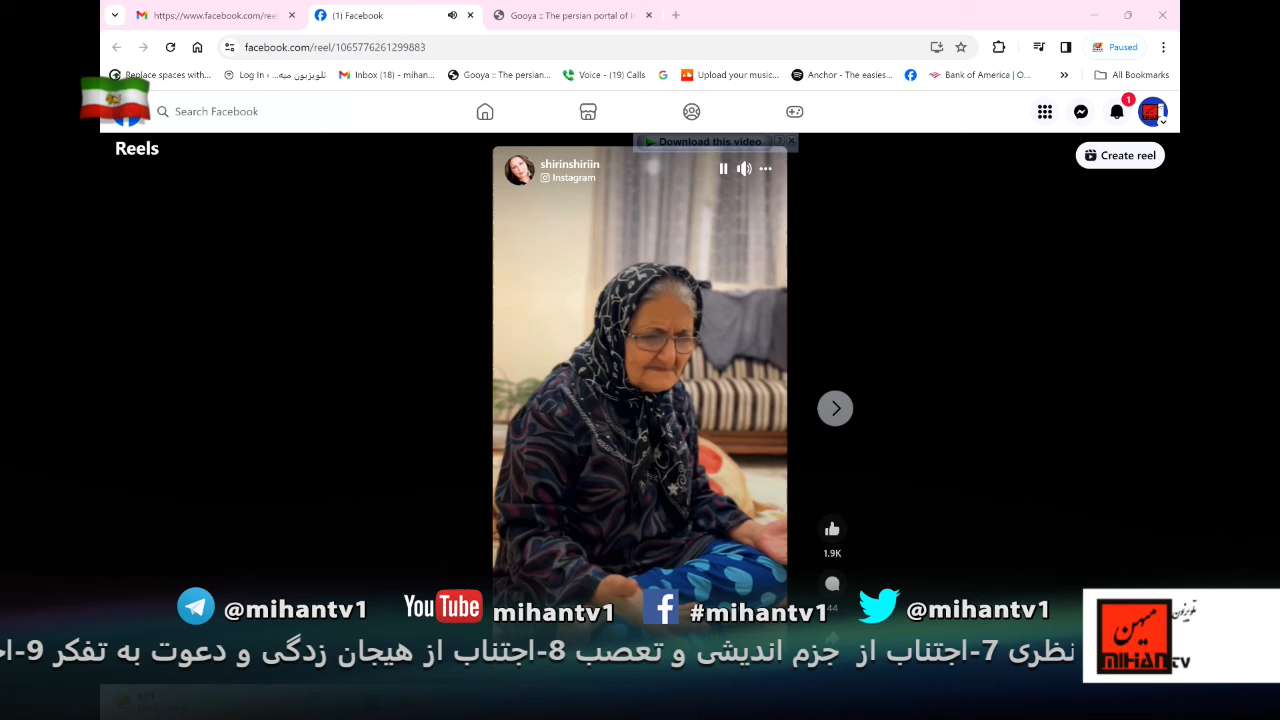 https://www.facebook.com/ree
(1) Facebook
Gooya :: The persian portal of i
facebook.com/reel/1065776261299883
Paused
Replace spaces with...
Log In ‹ تلویزیون میه...
Inbox (18) - mihan...
Gooya :: The persian...
Voice - (19) Calls
Upload your music...
Anchor - The easies...
Bank of America | O...
All Bookmarks
Search Facebook
1
Reels
Download this video
Create reel
shirinshiriin
Instagram
1.9K
44
@mihantv1
YouTube mihantv1
#mihantv1
@mihantv1
نظری 7-اجتناب از جزم اندیشی و تعصب 8-اجتناب از هیجان زدگی و دعوت به تفکر 9-اج
تلویزیون
میهن
MIHAN TV